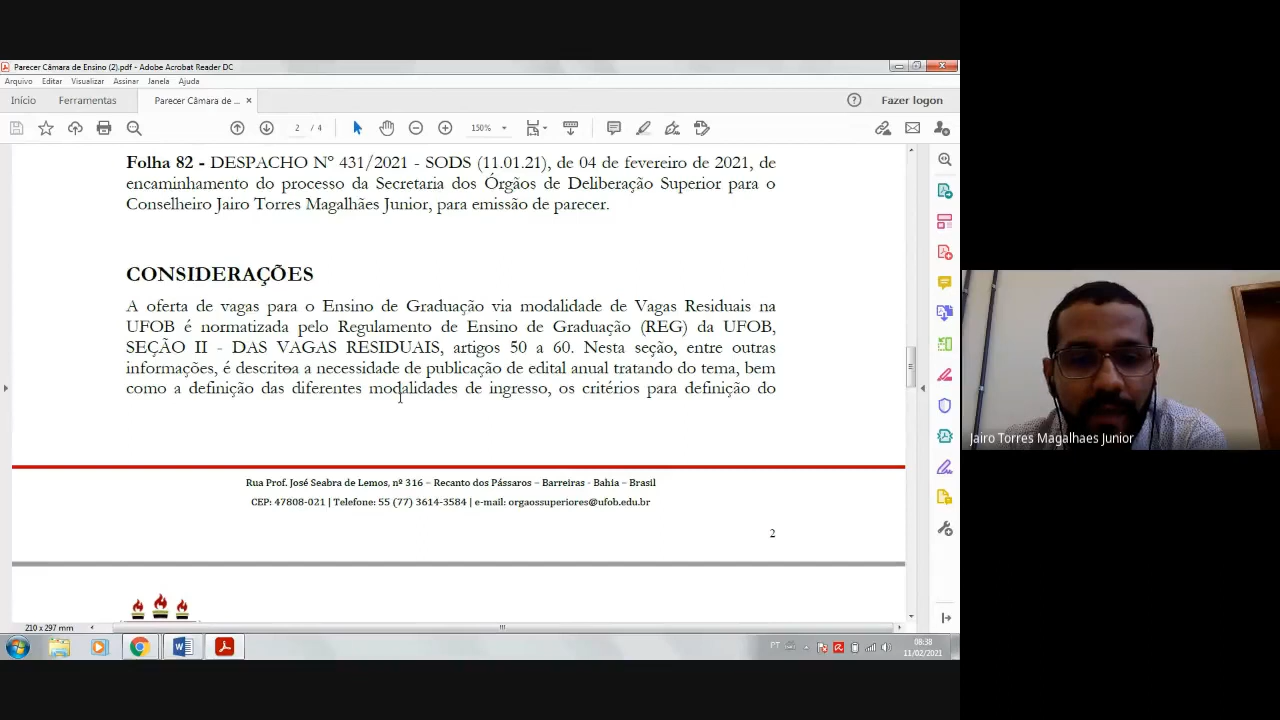 Parecer Câmara de Ensino (2).pdf - Adobe Acrobat Reader DC
Arquivo Editar Visualizar Assinar Janela Ajuda
Início Ferramentas Parecer Câmara de ... × Fazer logon
2 / 4 150%
Folha 82 - DESPACHO Nº 431/2021 - SODS (11.01.21), de 04 de fevereiro de 2021, de
encaminhamento do processo da Secretaria dos Órgãos de Deliberação Superior para o
Conselheiro Jairo Torres Magalhães Junior, para emissão de parecer.
CONSIDERAÇÕES
A oferta de vagas para o Ensino de Graduação vir modalidade de Vagas Residuais na
UFOB é normatizada pelo Regulamento de Ensino de Graduação (REG) da UFOB,
SEÇÃO II - DAS VAGAS RESIDUAIS, artigos 50 a 60. Nesta seção, entre outras
informações, é descritoa a necessidade de publicação de edital anual tratando do tema, bem
como a definição das diferentes modalidades de ingresso, os critérios para definição do
Rua Prof. José Seabra de Lemos, nº 316 – Recanto dos Pássaros – Barreiras - Bahia – Brasil
CEP: 47808-021 | Telefone: 55 (77) 3614-3584 | e-mail: orgaossuperiores@ufob.edu.br
2
210 x 297 mm
PT
08:38
11/02/2021
Jairo Torres Magalhaes Junior